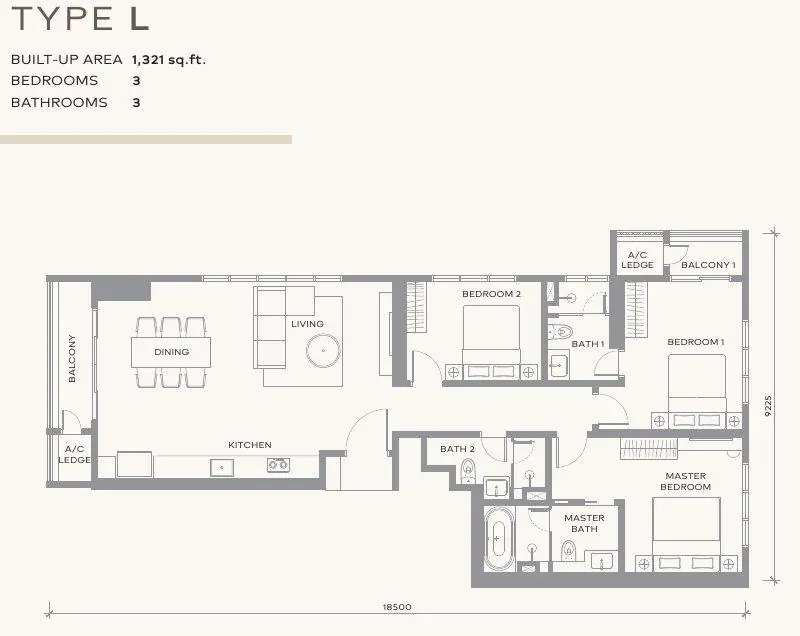 TYPE L
BUILT-UP AREA 1,321 sq.ft.
BEDROOMS 3
BATHROOMS 3
A/C
LEDGE
BALCONY 1
BEDROOM 2
LIVING
DINING
BALCONY
BATH 1
BEDROOM 1
9225
KITCHEN
A/C
LEDGE
BATH 2
MASTER
BEDROOM
MASTER
BATH
18500